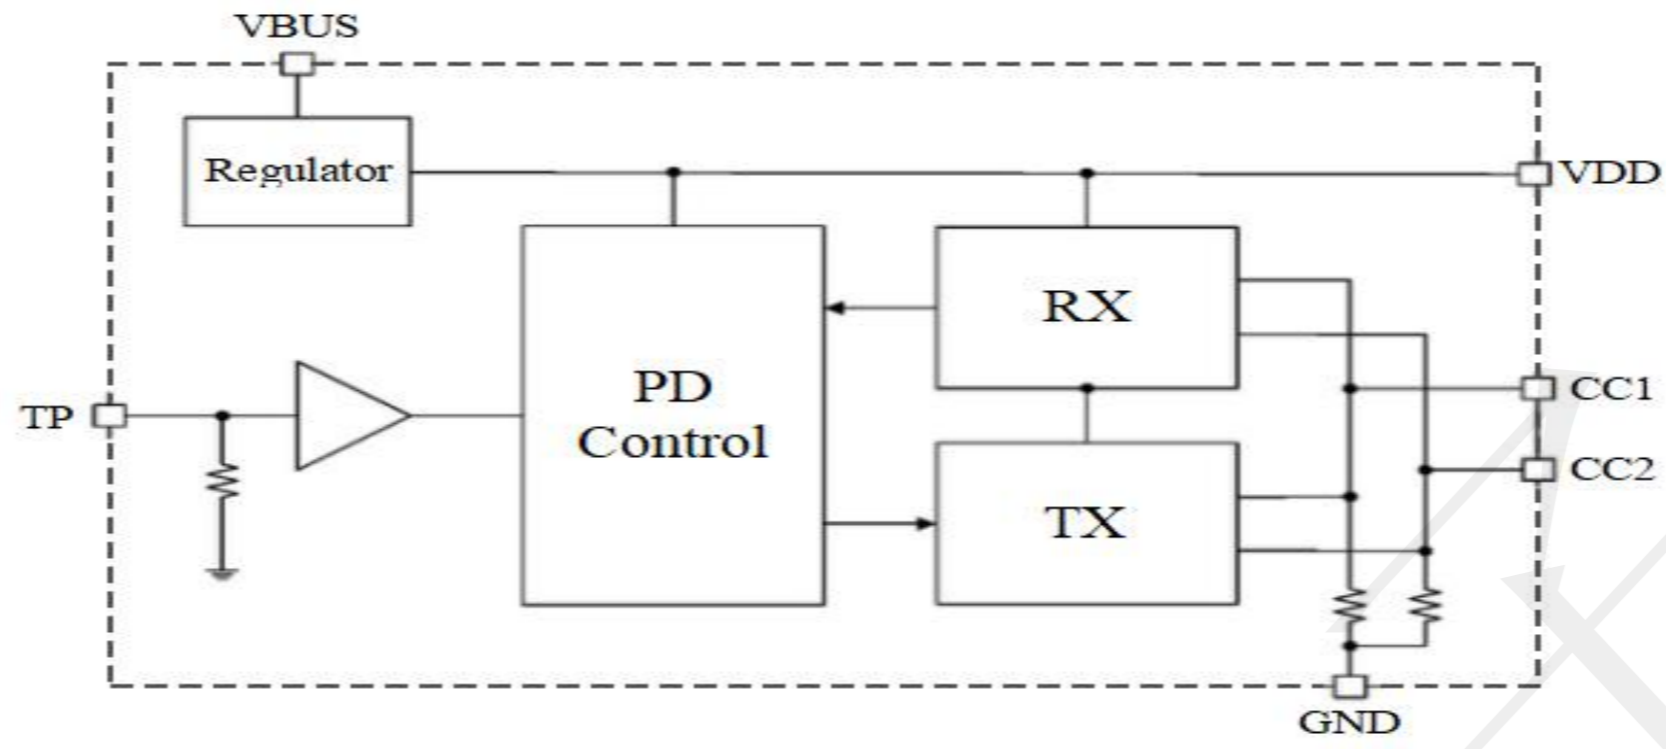 VBUS
Regulator
VDD
RX
PD
Control
CC1
TP
CC2
TX
GND